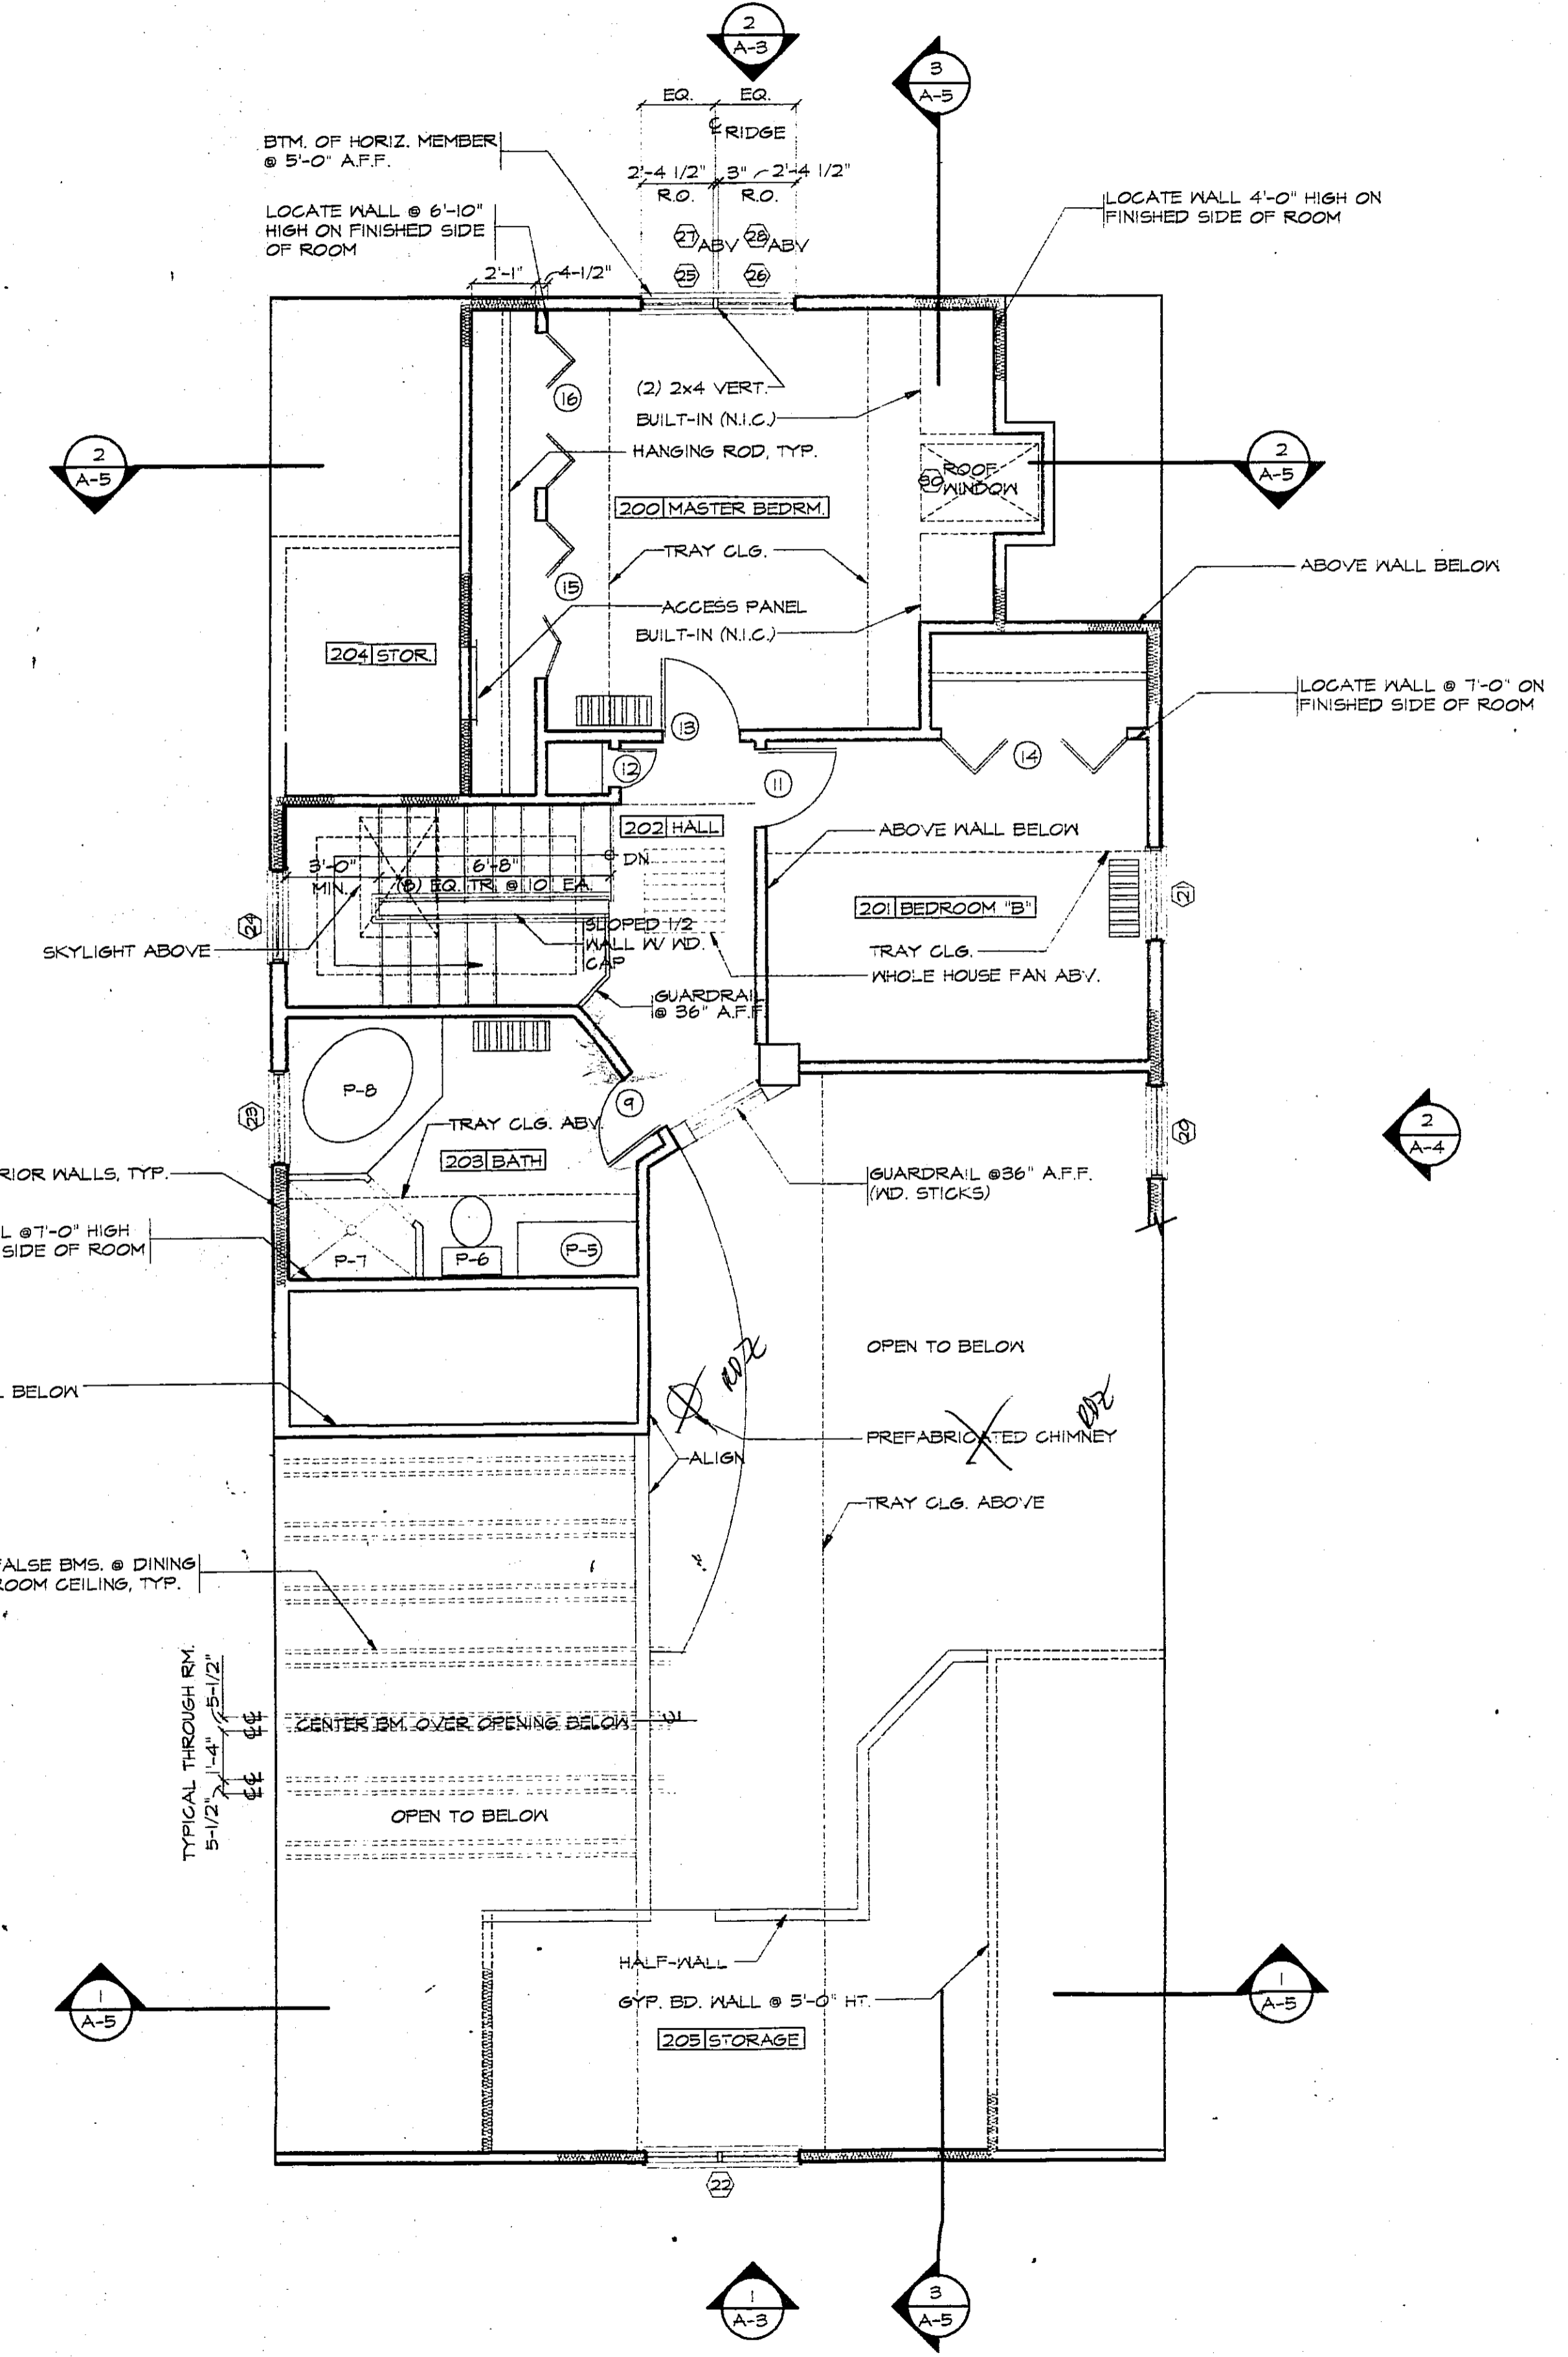 2
A-3
3
A-5
EQ.
EQ.
RIDGE
BTM. OF HORIZ. MEMBER
@ 5'-0" A.F.F.
2'-4 1/2"
3"
2'-4 1/2"
R.O.
R.O.
LOCATE WALL @ 6'-10"
HIGH ON FINISHED SIDE
OF ROOM
LOCATE WALL 4'-0" HIGH ON
FINISHED SIDE OF ROOM
27 ABV
28 ABV
25
26
2'-1"
4-1/2"
(2) 2x4 VERT.
16
BUILT-IN (N.I.C.)
HANGING ROD, TYP.
2
A-5
2
A-5
30
ROOF
WINDOW
200 MASTER BEDRM.
TRAY CLG.
ABOVE WALL BELOW
15
ACCESS PANEL
BUILT-IN (N.I.C.)
204 STOR.
LOCATE WALL @ 7'-0" ON
FINISHED SIDE OF ROOM
13
14
12
11
202 HALL
ABOVE WALL BELOW
DN
3'-0"
MIN.
6'-8"
(8) EQ. TR. @ 10 EA.
201 BEDROOM "B"
21
24
SKYLIGHT ABOVE
SLOPED 1/2
WALL W/ WD.
CAP
TRAY CLG.
WHOLE HOUSE FAN ABV.
GUARDRAIL
@ 36" A.F.F.
P-8
9
23
TRAY CLG. ABV.
203 BATH
20
2
A-4
RIOR WALLS, TYP.
GUARDRAIL @36" A.F.F.
(WD. STICKS)
L @7'-0" HIGH
SIDE OF ROOM
P-7
P-6
P-5
OPEN TO BELOW
RDZ
L BELOW
RDZ
PREFABRICATED CHIMNEY
ALIGN
TRAY CLG. ABOVE
FALSE BMS. @ DINING
ROOM CEILING, TYP.
TYPICAL THROUGH RM.
5-1/2" 1'-4" 5-1/2"
CENTER BM. OVER OPENING BELOW
OPEN TO BELOW
HALF-WALL
GYP. BD. WALL @ 5'-0" HT.
1
A-5
1
A-5
205 STORAGE
22
1
A-3
3
A-5